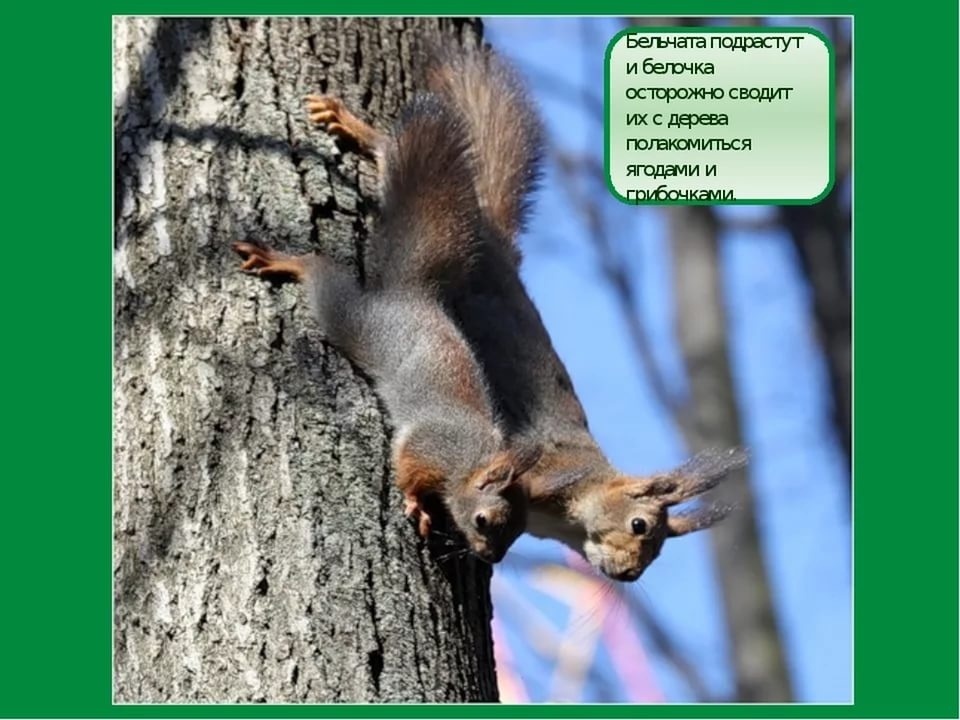 Бельчата подрастут
и белочка
осторожно сводит
их с дерева
полакомиться
ягодами и
грибочками.